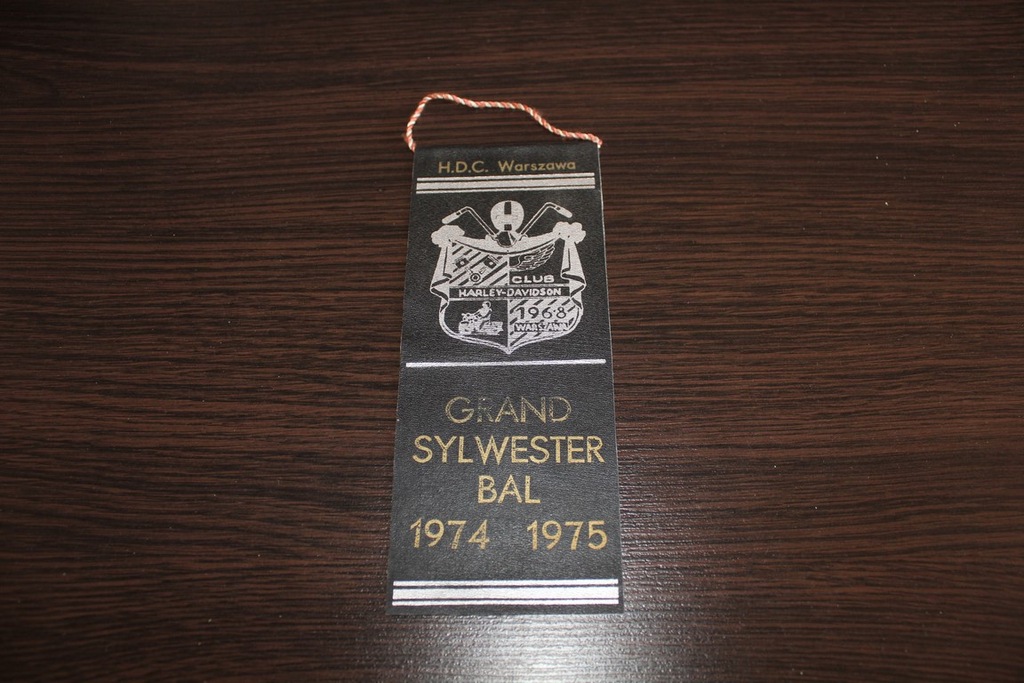 H.D.C. Warszawa
CLUB
HARLEY-DAVIDSON
1968
WARSZAWA
GRAND
SYLWESTER
BAL
1974 1975